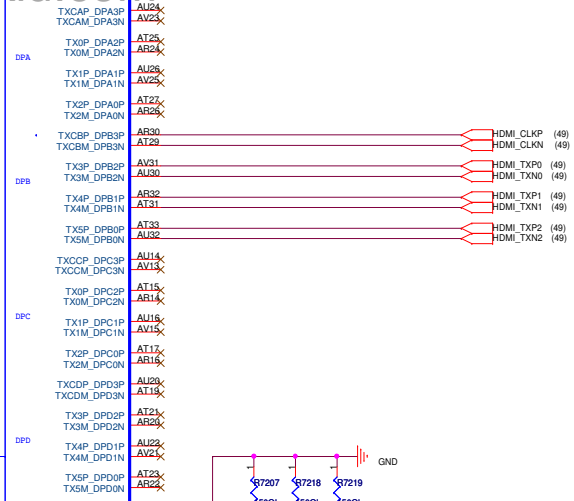 TXCAP_DPA3P AU24
TXCAM_DPA3N AV23
TX0P_DPA2P AT25
TX0M_DPA2N AR24
DPA
TX1P_DPA1P AU26
TX1M_DPA1N AV25
TX2P_DPA0P AT27
TX2M_DPA0N AR26
TXCBP_DPB3P AR30 HDMI_CLKP (49)
TXCBM_DPB3N AT29 HDMI_CLKN (49)
TX3P_DPB2P AV31 HDMI_TXP0 (49)
TX3M_DPB2N AU30 HDMI_TXN0 (49)
DPB
TX4P_DPB1P AR32 HDMI_TXP1 (49)
TX4M_DPB1N AT31 HDMI_TXN1 (49)
TX5P_DPB0P AT33 HDMI_TXP2 (49)
TX5M_DPB0N AU32 HDMI_TXN2 (49)
TXCCP_DPC3P AU14
TXCCM_DPC3N AV13
TX0P_DPC2P AT15
TX0M_DPC2N AR14
DPC
TX1P_DPC1P AU16
TX1M_DPC1N AV15
TX2P_DPC0P AT17
TX2M_DPC0N AR16
TXCDP_DPD3P AU20
TXCDM_DPD3N AT19
TX3P_DPD2P AT21
TX3M_DPD2N AR20
DPD
TX4P_DPD1P AU22
TX4M_DPD1N AV21
TX5P_DPD0P AT23
TX5M_DPD0N AR22
GND
1 1 1
R7207 R7218 R7219